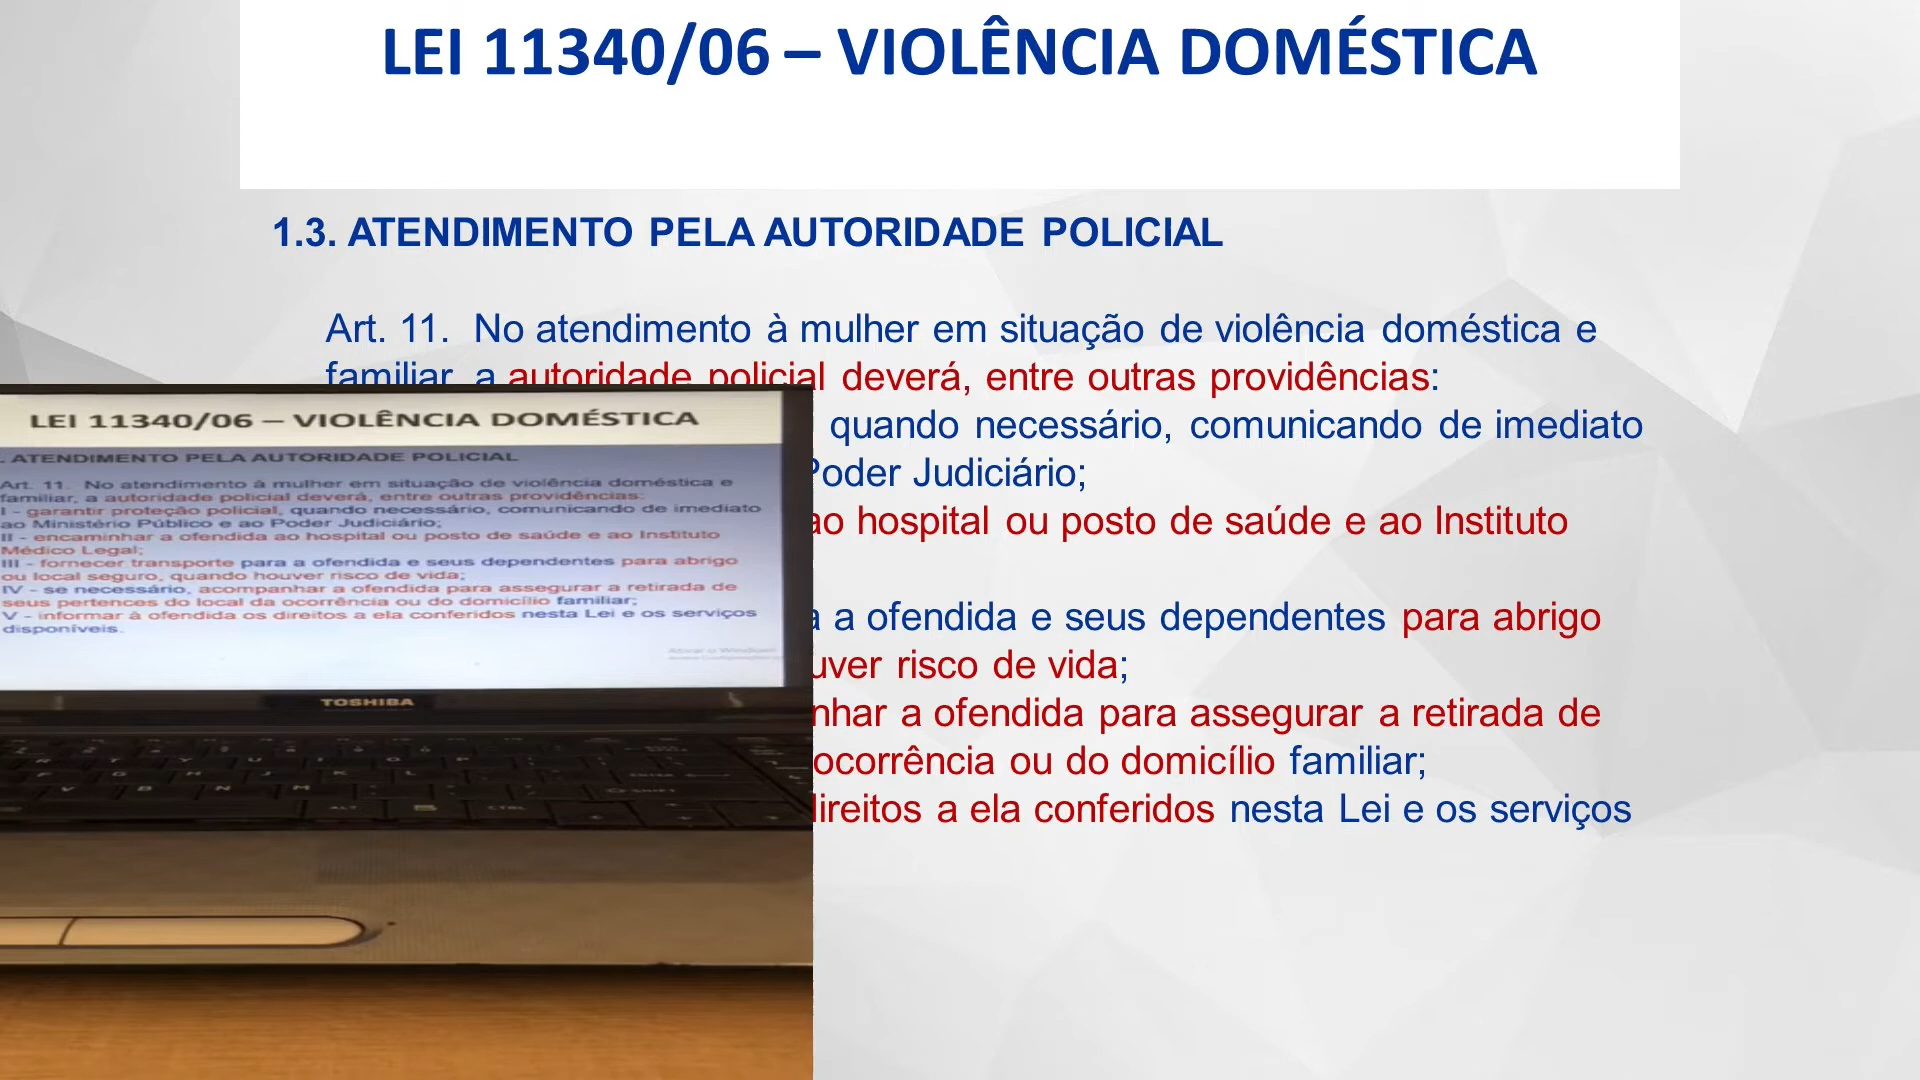 LEI 11340/06 – VIOLÊNCIA DOMÉSTICA
1.3. ATENDIMENTO PELA AUTORIDADE POLICIAL
Art. 11. No atendimento à mulher em situação de violência doméstica e
familiar, a autoridade policial deverá, entre outras providências:
quando necessário, comunicando de imediato
Poder Judiciário;
ao hospital ou posto de saúde e ao Instituto
a a ofendida e seus dependentes para abrigo
uver risco de vida;
nhar a ofendida para assegurar a retirada de
ocorrência ou do domicílio familiar;
direitos a ela conferidos nesta Lei e os serviços
LEI 11340/06 – VIOLÊNCIA DOMÉSTICA
. ATENDIMENTO PELA AUTORIDADE POLICIAL
Art. 11. No atendimento à mulher em situação de violência doméstica e
familiar, a autoridade policial deverá, entre outras providências:
I - garantir proteção policial, quando necessário, comunicando de imediato
ao Ministério Público e ao Poder Judiciário;
II - encaminhar a ofendida ao hospital ou posto de saúde e ao Instituto
Médico Legal;
III - fornecer transporte para a ofendida e seus dependentes para abrigo
ou local seguro, quando houver risco de vida;
IV - se necessário, acompanhar a ofendida para assegurar a retirada de
seus pertences do local da ocorrência ou do domicílio familiar;
V - informar à ofendida os direitos a ela conferidos nesta Lei e os serviços
disponíveis.
TOSHIBA